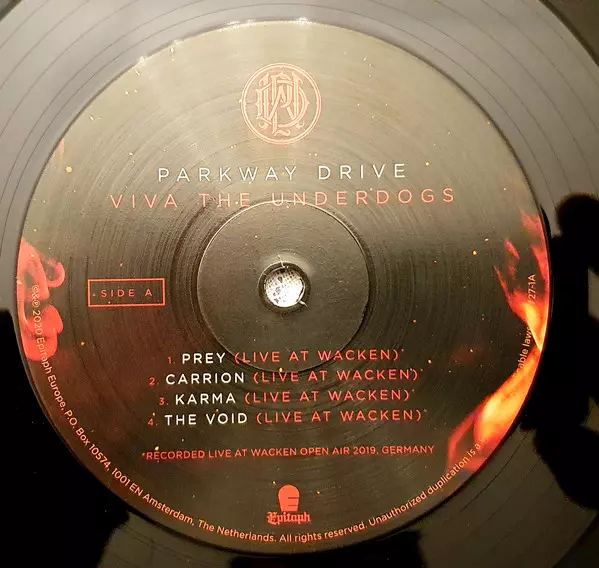 PARKWAY DRIVE
VIVA THE UNDERDOGS
SIDE A
1. PREY (LIVE AT WACKEN)*
2. CARRION (LIVE AT WACKEN)*
3. KARMA (LIVE AT WACKEN)*
4. THE VOID (LIVE AT WACKEN)*
*RECORDED LIVE AT WACKEN OPEN AIR 2019, GERMANY
Epitaph
℗&© 2020 Epitaph Europe, P.O. Box 10574, 1001 EN Amsterdam, The Netherlands. All rights reserved. Unauthorized duplication is a